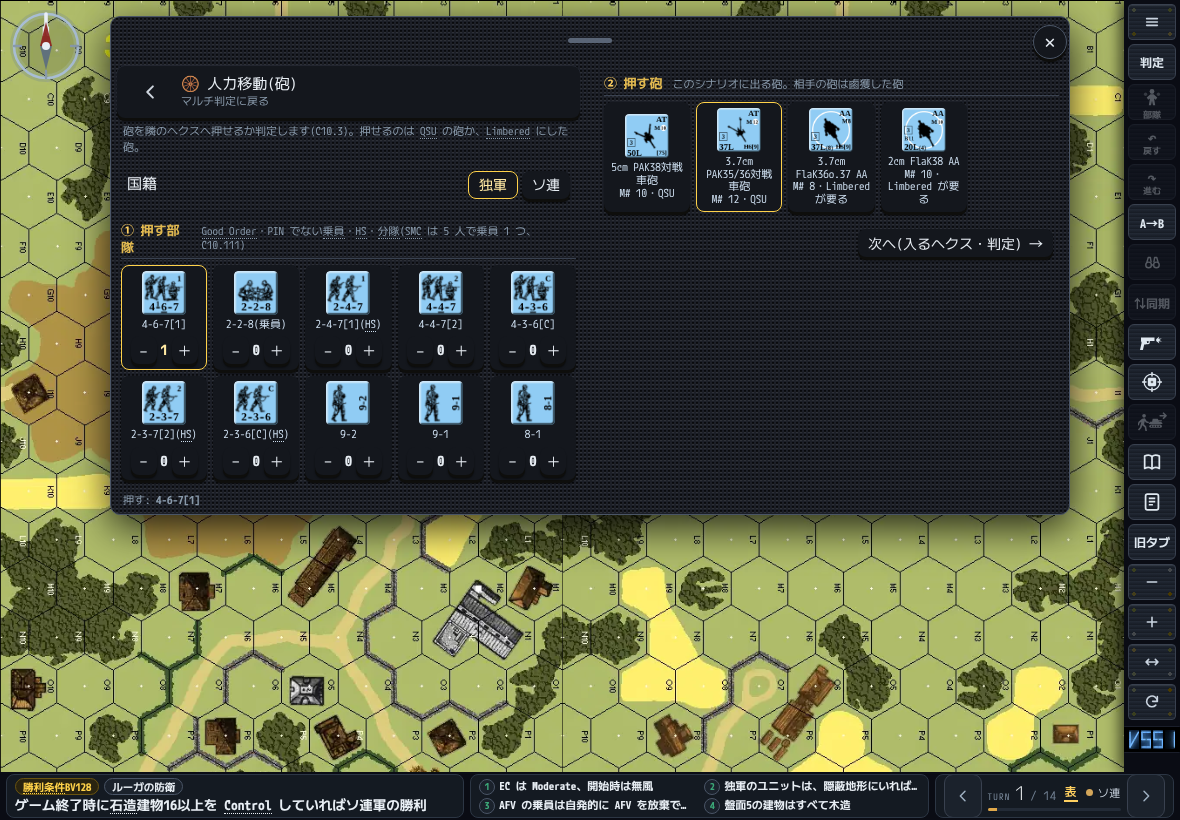 人力移動(砲)
マルチ判定に戻る
砲を隣のヘクスへ押せるか判定します(C10.3)。押せるのは QSU の砲か、Limbered にした
砲。
国籍
独軍
ソ連
① 押す部
隊
Good Order・PIN でない乗員・HS・分隊(SMC は 5 人で乗員 1 つ、
C10.111)
4-6-7[1]
2-2-8(乗員)
2-4-7[1](HS)
4-4-7[2]
4-3-6[C]
− 1 +
− 0 +
− 0 +
− 0 +
− 0 +
2-3-7[2](HS)
2-3-6[C](HS)
9-2
9-1
8-1
− 0 +
− 0 +
− 0 +
− 0 +
− 0 +
押す: 4-6-7[1]
② 押す砲
このシナリオに出る砲。相手の砲は鹵獲した砲
5cm PAK38対戦
車砲
M# 10・QSU
3.7cm
PAK35/36対戦
車砲
M# 12・QSU
3.7cm
FlaK36o.37 AA
M# 8・Limbered
が要る
2cm FlaK38 AA
M# 10・
Limbered が要
る
次へ(入るヘクス・判定) →
判定
部隊
戻す
進む
A→B
⇅同期
旧タブ
勝利条件BV128
ルーガの防衛
ゲーム終了時に石造建物16以上を Control していればソ連軍の勝利
1 EC は Moderate、開始時は無風
2 独軍のユニットは、隠蔽地形にいれば…
3 AFV の乗員は自発的に AFV を放棄で…
4 盤面5の建物はすべて木造
TURN 1 / 14 表 ソ連